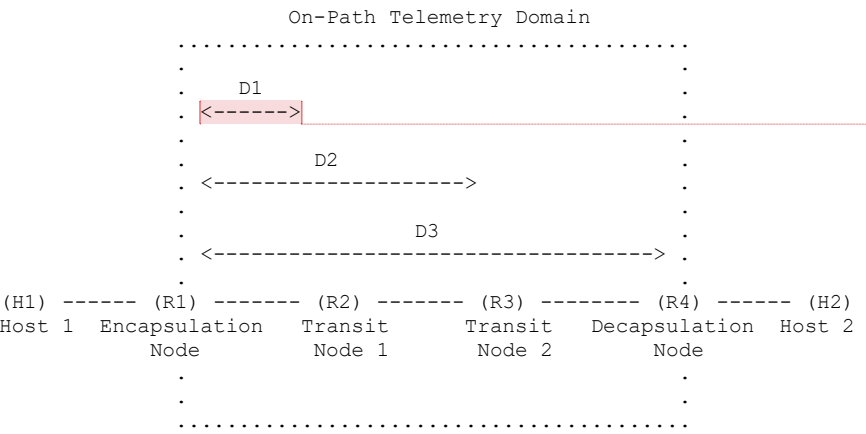 On-Path Telemetry Domain
.........................................
. .
. D1 .
. <------> .
. .
. D2 .
. <--------------------> .
. .
. D3 .
. <-----------------------------------> .
. .
(H1) ------ (R1) ------- (R2) ------- (R3) -------- (R4) ------ (H2)
Host 1 Encapsulation Transit Transit Decapsulation Host 2
Node Node 1 Node 2 Node
. .
. .
.........................................